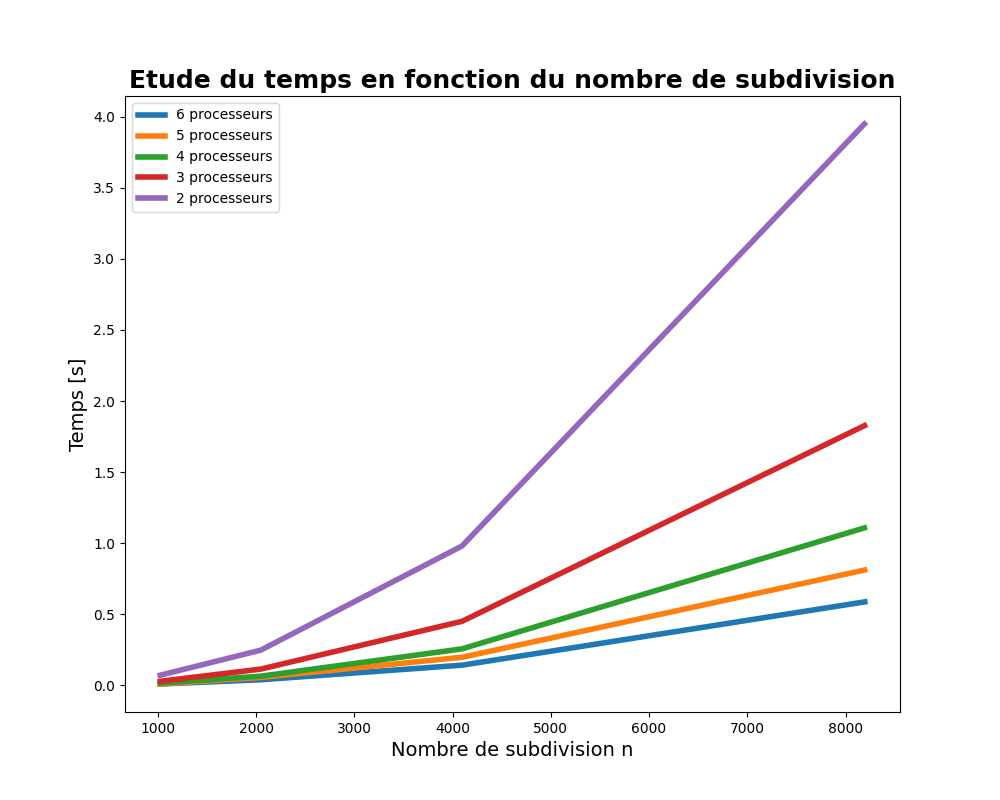 Etude du temps en fonction du nombre de subdivision
6 processeurs
5 processeurs
4 processeurs
3 processeurs
2 processeurs
4.0
3.5
3.0
2.5
2.0
1.5
1.0
0.5
0.0
Temps [s]
1000 2000 3000 4000 5000 6000 7000 8000
Nombre de subdivision n